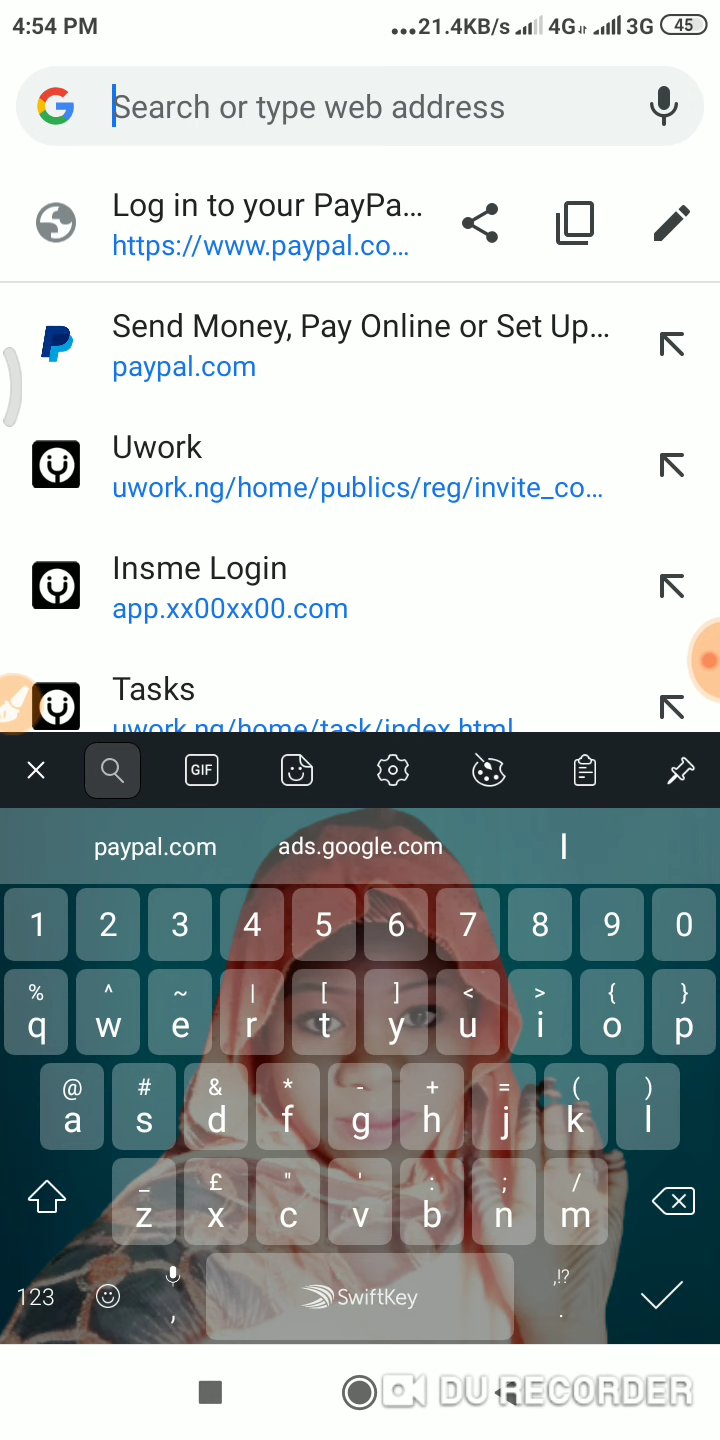 4:54 PM ...21.4KB/s 4G 3G 45
Search or type web address
Log in to your PayPa...
https://www.paypal.co...
Send Money, Pay Online or Set Up...
paypal.com
Uwork
uwork.ng/home/publics/reg/invite_co...
Insme Login
app.xx00xx00.com
Tasks
uwork.ng/home/task/index.html
GIF
paypal.com ads.google.com |
1 2 3 4 5 6 7 8 9 0
% ^ ~ | [ ] < > { }
q w e r t y u i o p
@ # & * - + = ( )
a s d f g h j k l
_ £ " ' : ; /
z x c v b n m
,!?
123 , SwiftKey .
DU RECORDER